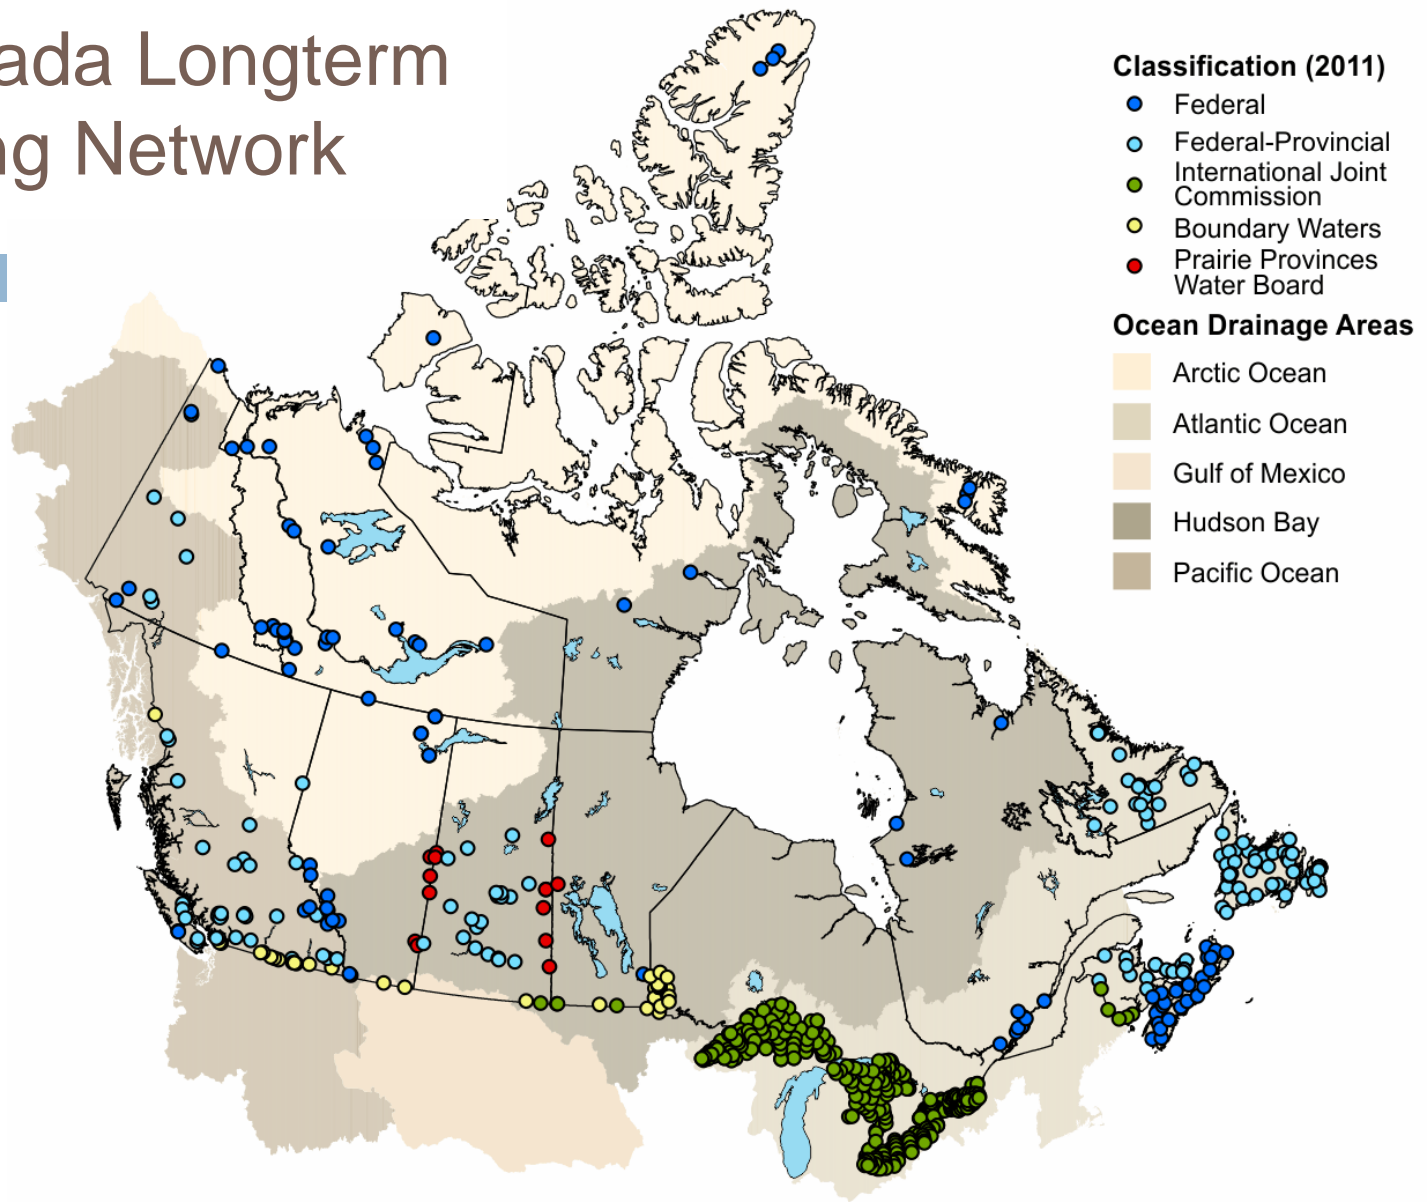 ada Longterm
ng Network
Classification (2011)
Federal
Federal-Provincial
International Joint
Commission
Boundary Waters
Prairie Provinces
Water Board
Ocean Drainage Areas
Arctic Ocean
Atlantic Ocean
Gulf of Mexico
Hudson Bay
Pacific Ocean